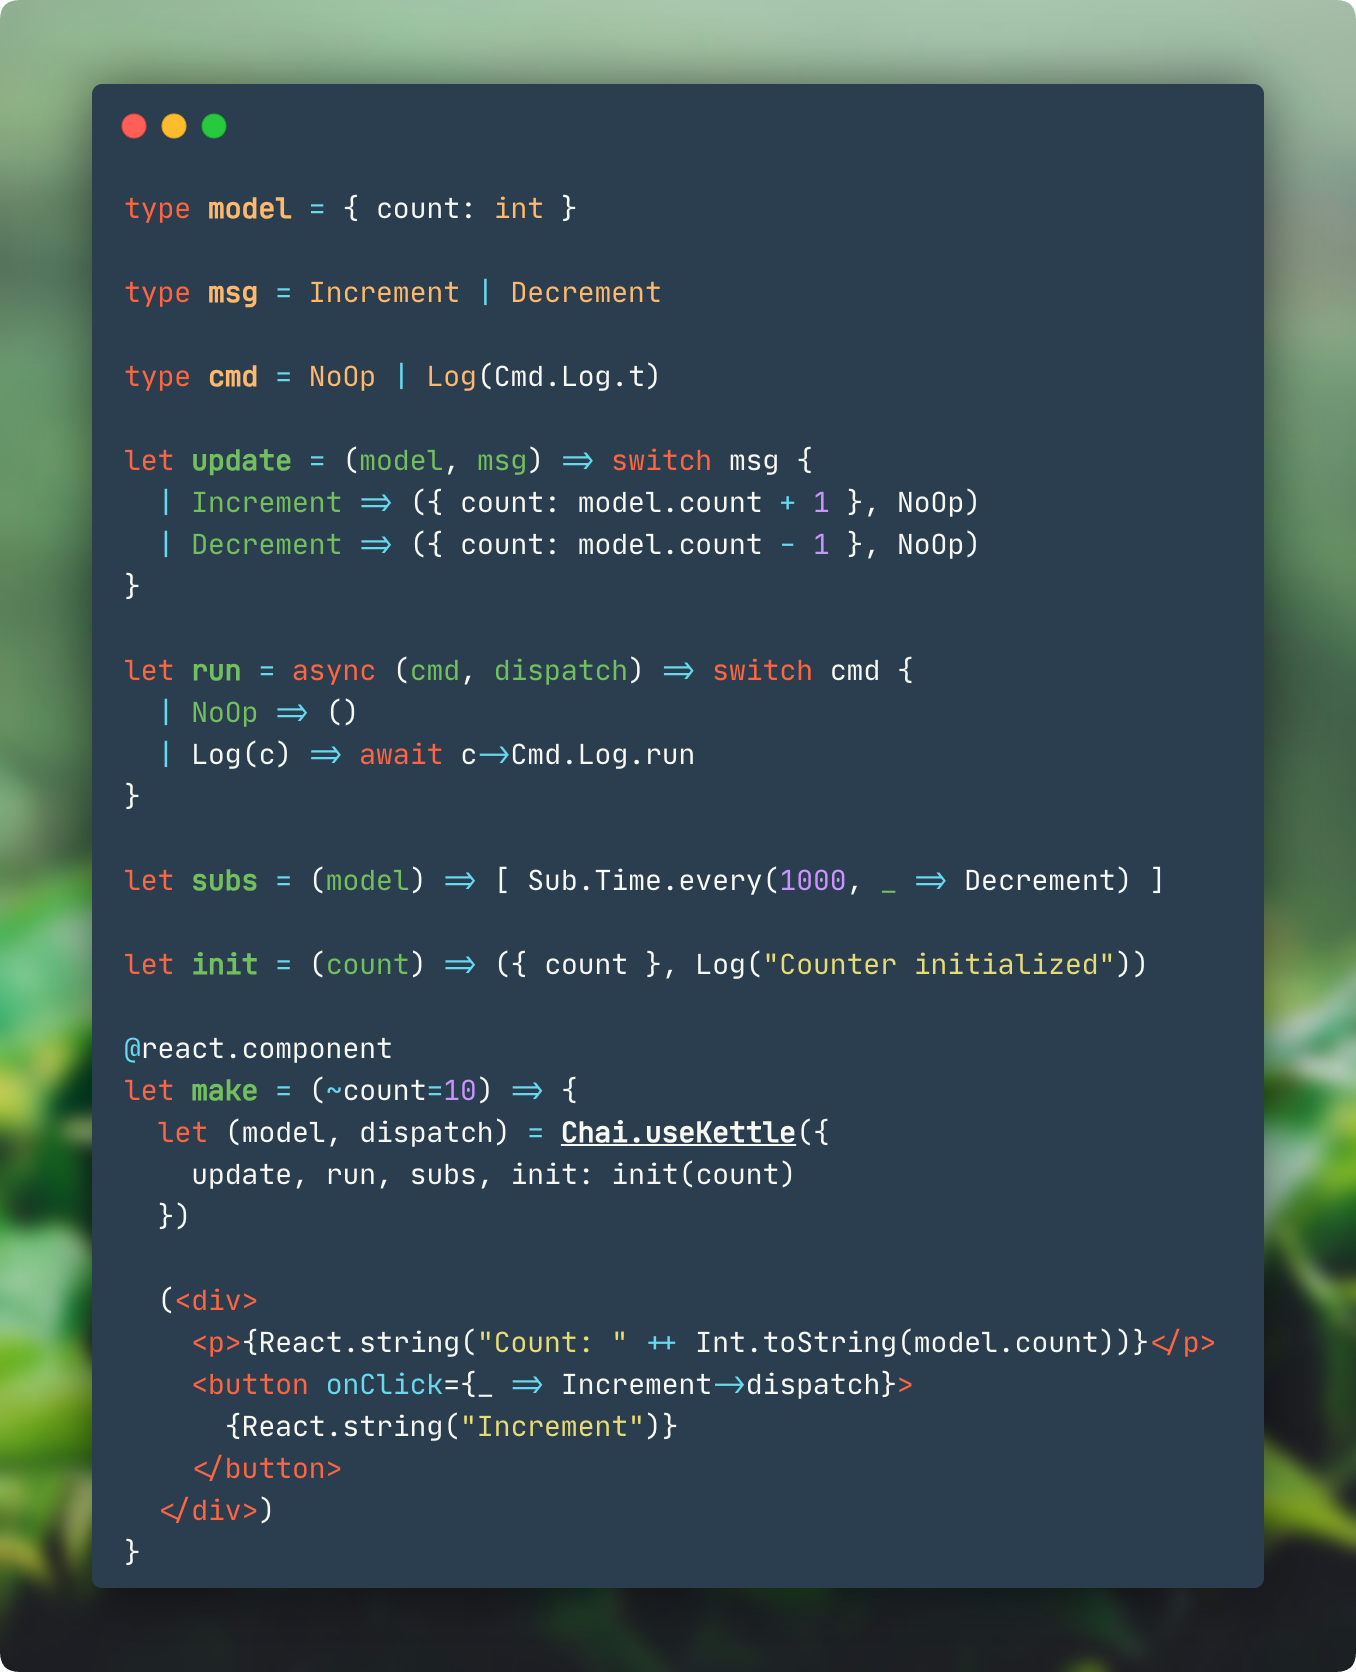 type model = { count: int }
type msg = Increment | Decrement
type cmd = NoOp | Log(Cmd.Log.t)
let update = (model, msg) => switch msg {
  | Increment => ({ count: model.count + 1 }, NoOp)
  | Decrement => ({ count: model.count - 1 }, NoOp)
}
let run = async (cmd, dispatch) => switch cmd {
  | NoOp => ()
  | Log(c) => await c->Cmd.Log.run
}
let subs = (model) => [ Sub.Time.every(1000, _ => Decrement) ]
let init = (count) => ({ count }, Log("Counter initialized"))
@react.component
let make = (~count=10) => {
  let (model, dispatch) = Chai.useKettle({
    update, run, subs, init: init(count)
  })
  (<div>
    <p>{React.string("Count: " ++ Int.toString(model.count))}</p>
    <button onClick={_ => Increment->dispatch}>
      {React.string("Increment")}
    </button>
  </div>)
}